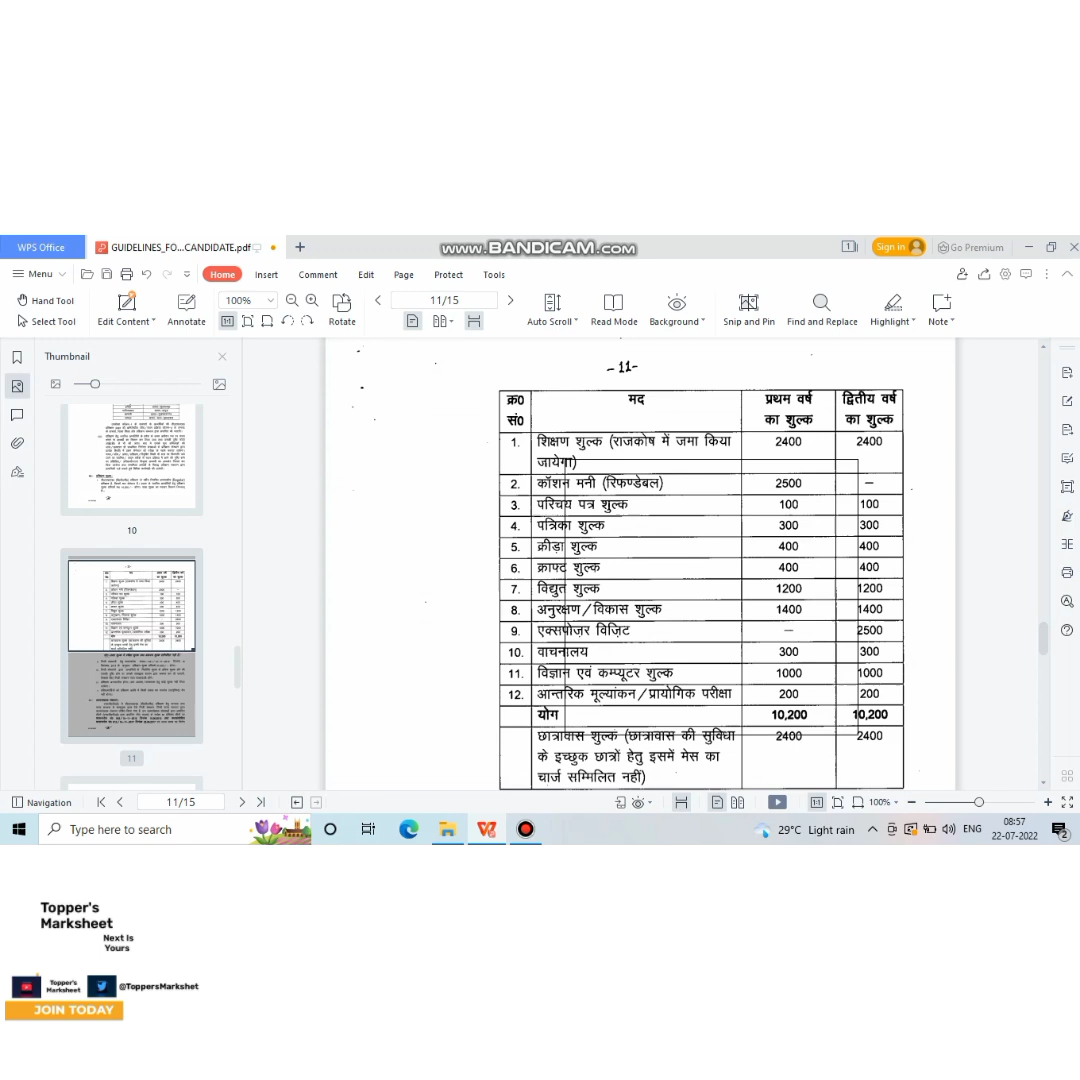 WPS Office
GUIDELINES_FO...CANDIDATE.pdf
www.BANDICAM.com
1
Sign in
Go Premium
Menu
Home
Insert
Comment
Edit
Page
Protect
Tools
Hand Tool
Select Tool
Edit Content
Annotate
100%
Rotate
11/15
Auto Scroll
Read Mode
Background
Snip and Pin
Find and Replace
Highlight
Note
Thumbnail
10
11
-11-
क्र0 सं0 मद प्रथम वर्ष का शुल्क द्वितीय वर्ष का शुल्क
1. शिक्षण शुल्क (राजकोष में जमा किया 2400 2400
जायेगा)
2. कॉशन मनी (रिफण्डेबल) 2500 –
3. परिचय पत्र शुल्क 100 100
4. पत्रिका शुल्क 300 300
5. क्रीड़ा शुल्क 400 400
6. क्राफ्ट शुल्क 400 400
7. विद्युत शुल्क 1200 1200
8. अनुरक्षण/विकास शुल्क 1400 1400
9. एक्सपोज़र विज़िट – 2500
10. वाचनालय 300 300
11. विज्ञान एवं कम्प्यूटर शुल्क 1000 1000
12. आन्तरिक मूल्यांकन/प्रायोगिक परीक्षा 200 200
योग 10,200 10,200
छात्रावास शुल्क (छात्रावास की सुविधा 2400 2400
के इच्छुक छात्रों हेतु इसमें मेस का
चार्ज सम्मिलित नहीं)
Navigation
11/15
1:1
100%
Type here to search
29°C Light rain
ENG
08:57
22-07-2022
2
Topper's
Marksheet
Next Is
Yours
Topper's
Marksheet
@ToppersMarkshet
JOIN TODAY